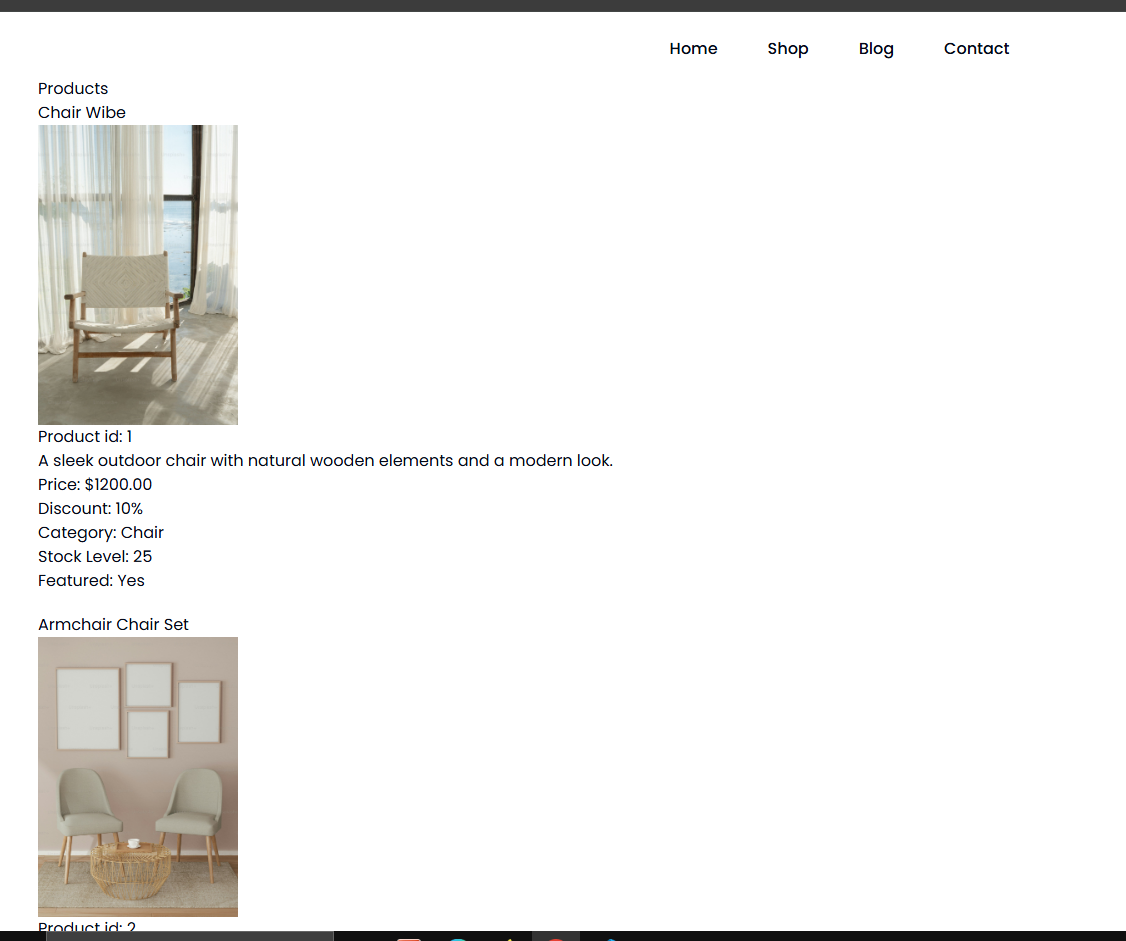 Home Shop Blog Contact
Products
Chair Wibe
Product id: 1
A sleek outdoor chair with natural wooden elements and a modern look.
Price: $1200.00
Discount: 10%
Category: Chair
Stock Level: 25
Featured: Yes
Armchair Chair Set
Product id: 2